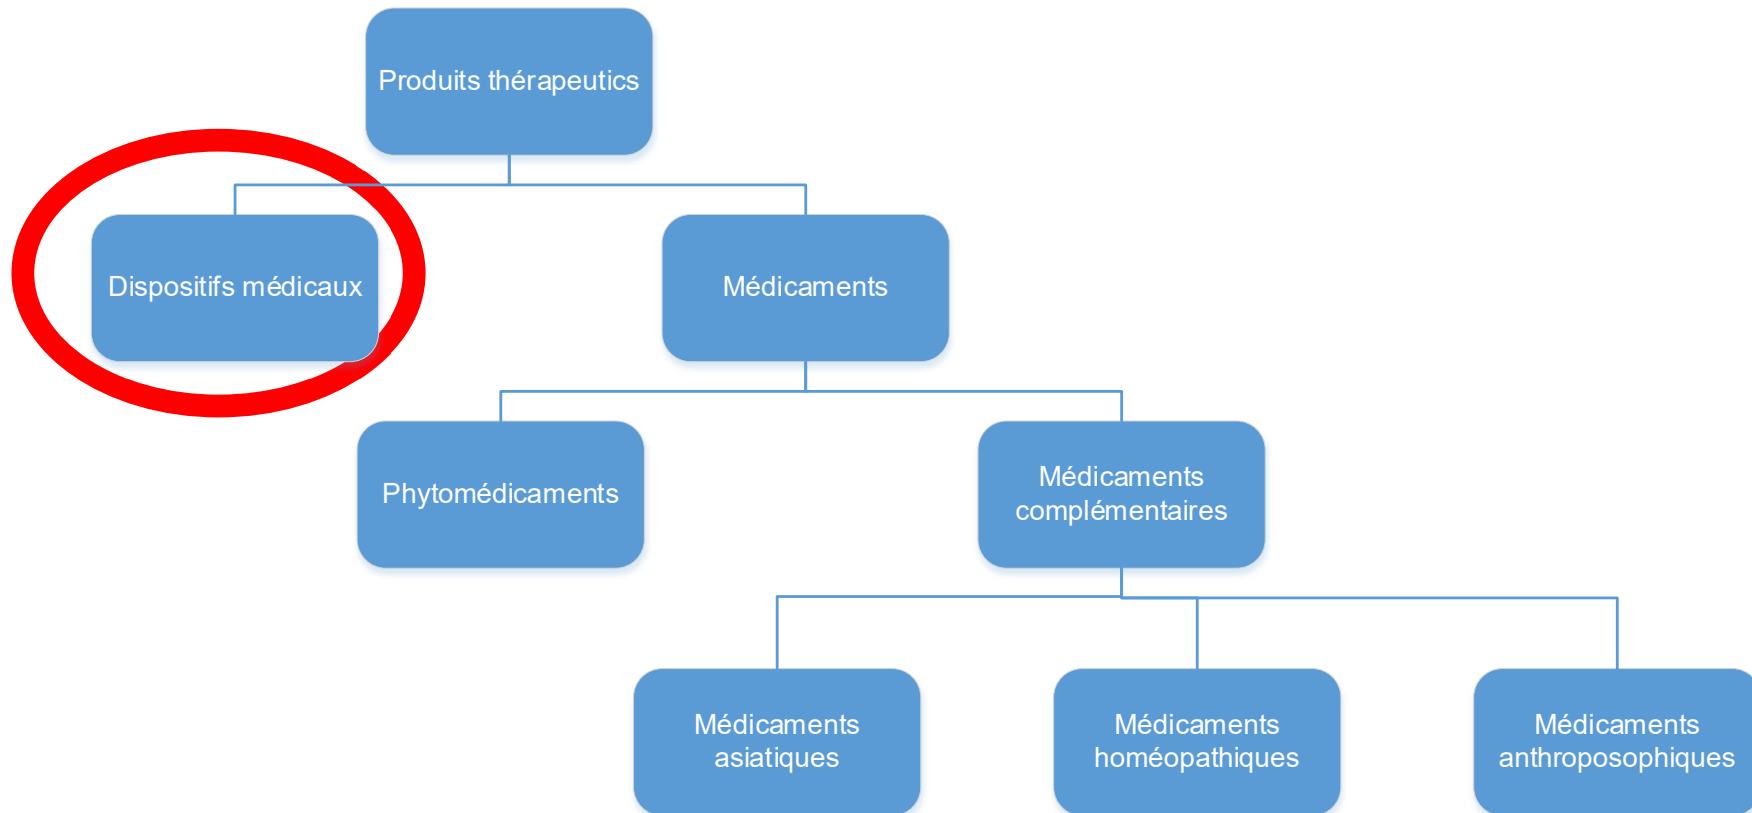 Produits thérapeutics
Dispositifs médicaux
Médicaments
Phytomédicaments
Médicaments
complémentaires
Médicaments
asiatiques
Médicaments
homéopathiques
Médicaments
anthroposophiques